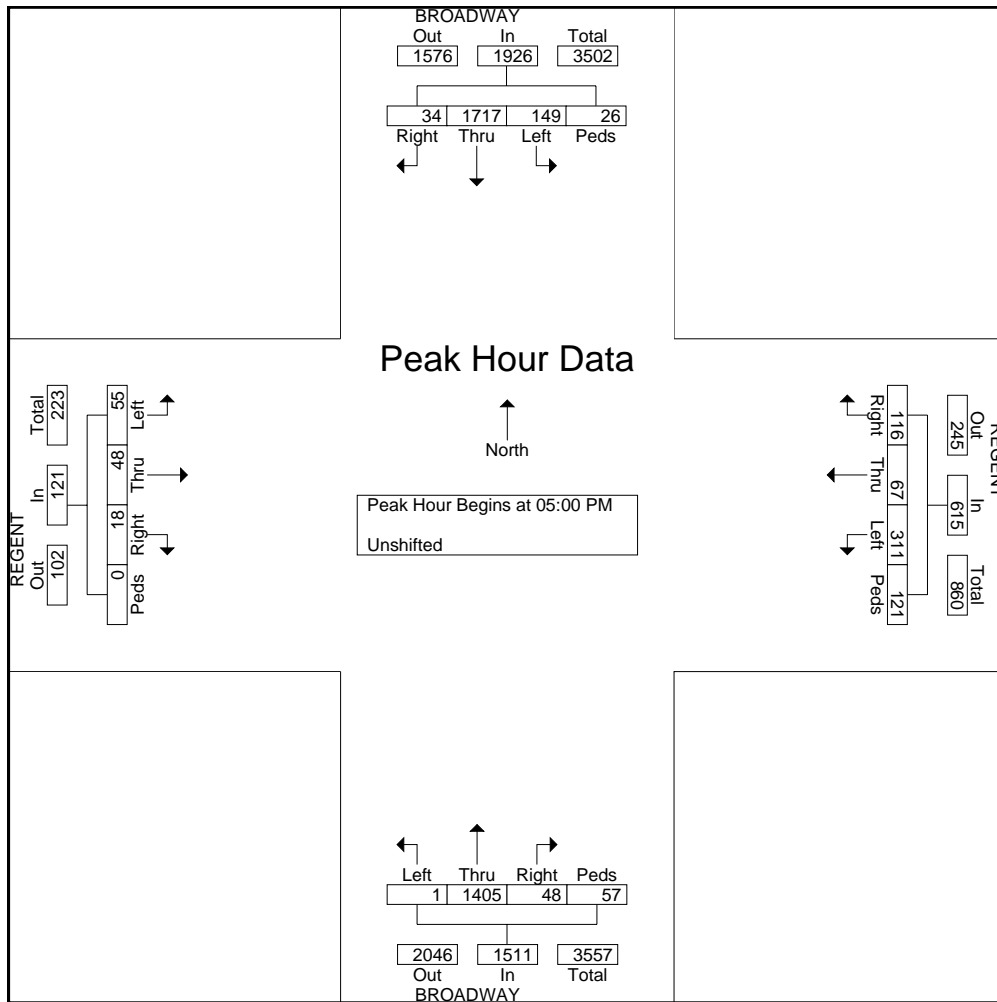 BROADWAY
Out In Total
1576 1926 3502
34 1717 149 26
Right Thru Left Peds
Peak Hour Data
North
Peak Hour Begins at 05:00 PM
Unshifted
REGENT
Total In Out
223 121 102
55 48 18 0
Left Thru Right Peds
REGENT
Out In Total
245 615 860
116 67 311 121
Right Thru Left Peds
Left Thru Right Peds
1 1405 48 57
2046 1511 3557
Out In Total
BROADWAY